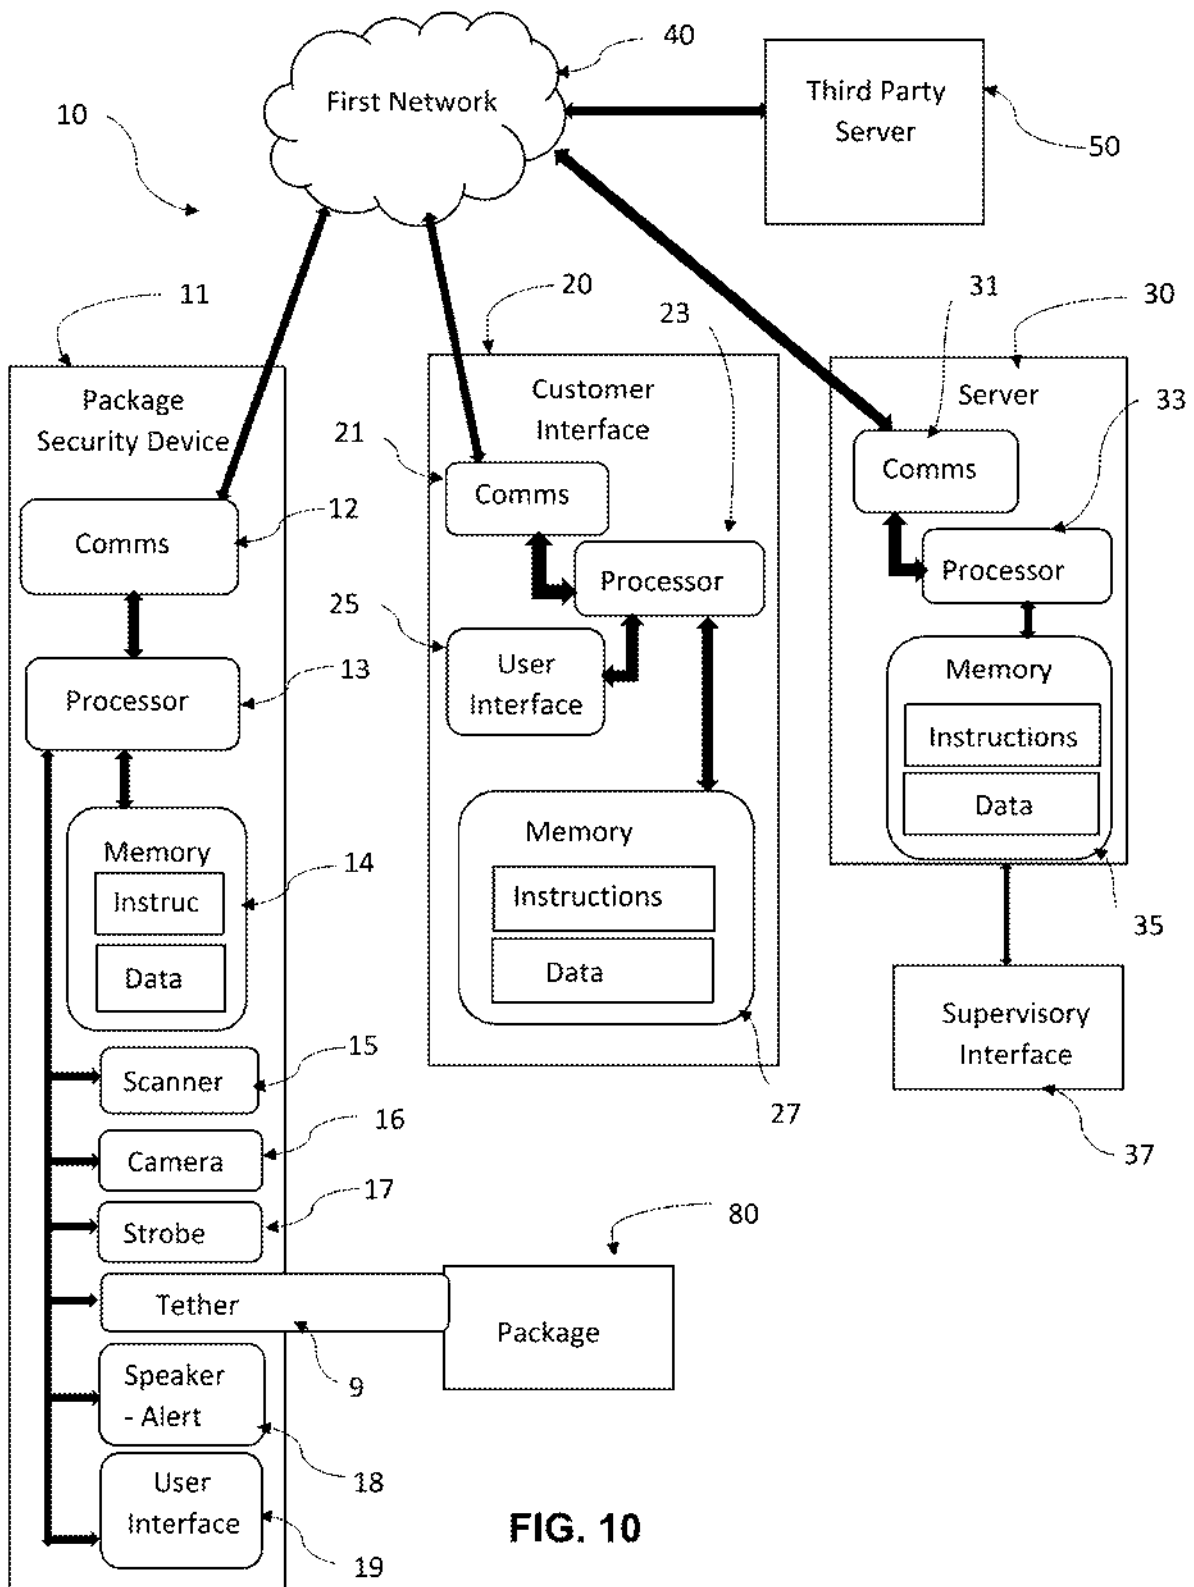 40
First Network
Third Party
Server
10
50
11
20
31
30
23
Package
Security Device
Customer
Interface
Server
33
21
Comms
Comms
12
Comms
Processor
Processor
25
13
Processor
User
Interface
Memory
Instructions
Data
Memory
14
Instruc
Data
Memory
Instructions
Data
35
15
Scanner
Supervisory
Interface
27
16
Camera
37
17
Strobe
80
Tether
Package
9
Speaker
- Alert
18
User
Interface
19
FIG. 10